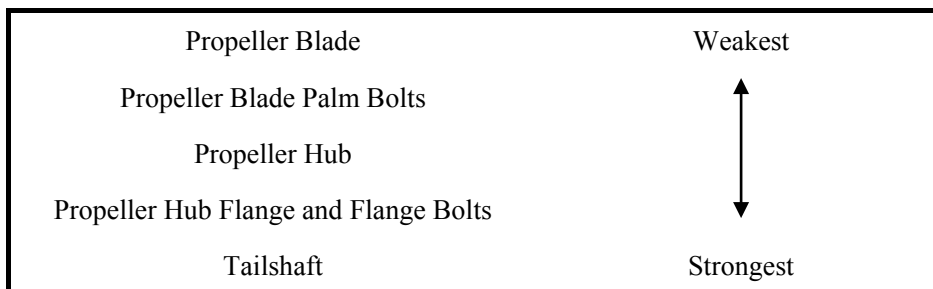 Propeller Blade Weakest
Propeller Blade Palm Bolts
Propeller Hub
Propeller Hub Flange and Flange Bolts
Tailshaft Strongest